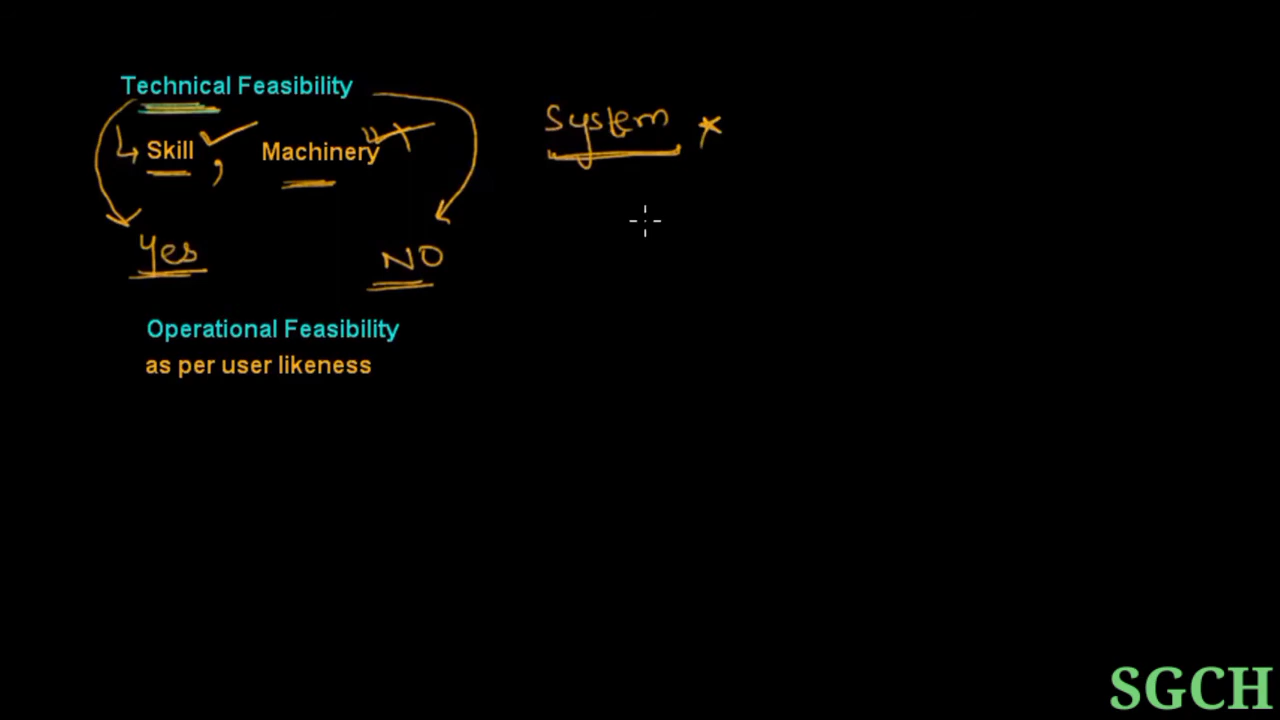 Technical Feasibility
System
Skill , Machinery
Yes
NO
Operational Feasibility
as per user likeness
SGCH